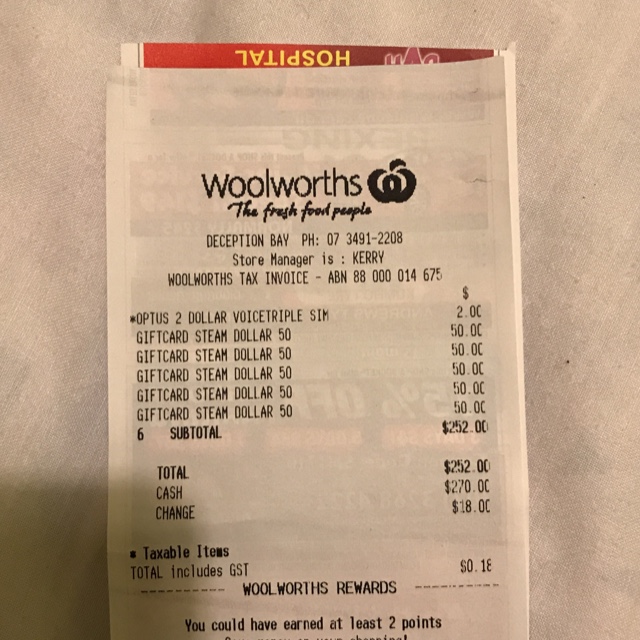 HOSPITAL
woolworths
The fresh food people
DECEPTION BAY PH: 07 3491-2208
Store Manager is : KERRY
WOOLWORTHS TAX INVOICE - ABN 88 000 014 675
$
*OPTUS 2 DOLLAR VOICETRIPLE SIM 2.00
GIFTCARD STEAM DOLLAR 50 50.00
GIFTCARD STEAM DOLLAR 50 50.00
GIFTCARD STEAM DOLLAR 50 50.00
GIFTCARD STEAM DOLLAR 50 50.00
GIFTCARD STEAM DOLLAR 50 50.00
6 SUBTOTAL $252.00
TOTAL $252.00
CASH $270.00
CHANGE $18.00
* Taxable Items
TOTAL includes GST $0.18
---------- WOOLWORTHS REWARDS ----------
You could have earned at least 2 points